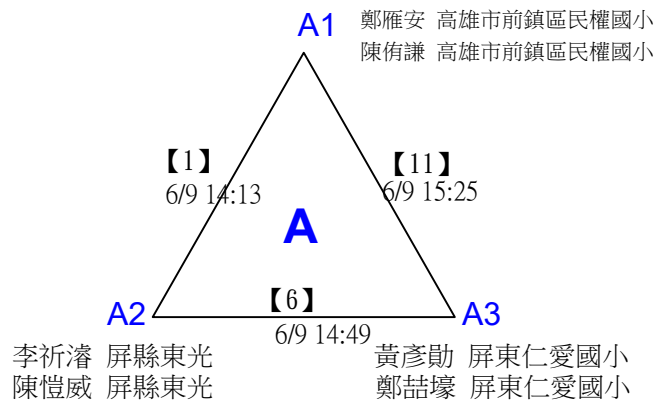 A1
鄭雁安 高雄市前鎮區民權國小
陳侑謙 高雄市前鎮區民權國小
【1】
6/9 14:13
【11】
6/9 15:25
A
【6】
6/9 14:49
A2
A3
李祈濬 屏縣東光
陳愷威 屏縣東光
黃彥勛 屏東仁愛國小
鄭喆壕 屏東仁愛國小